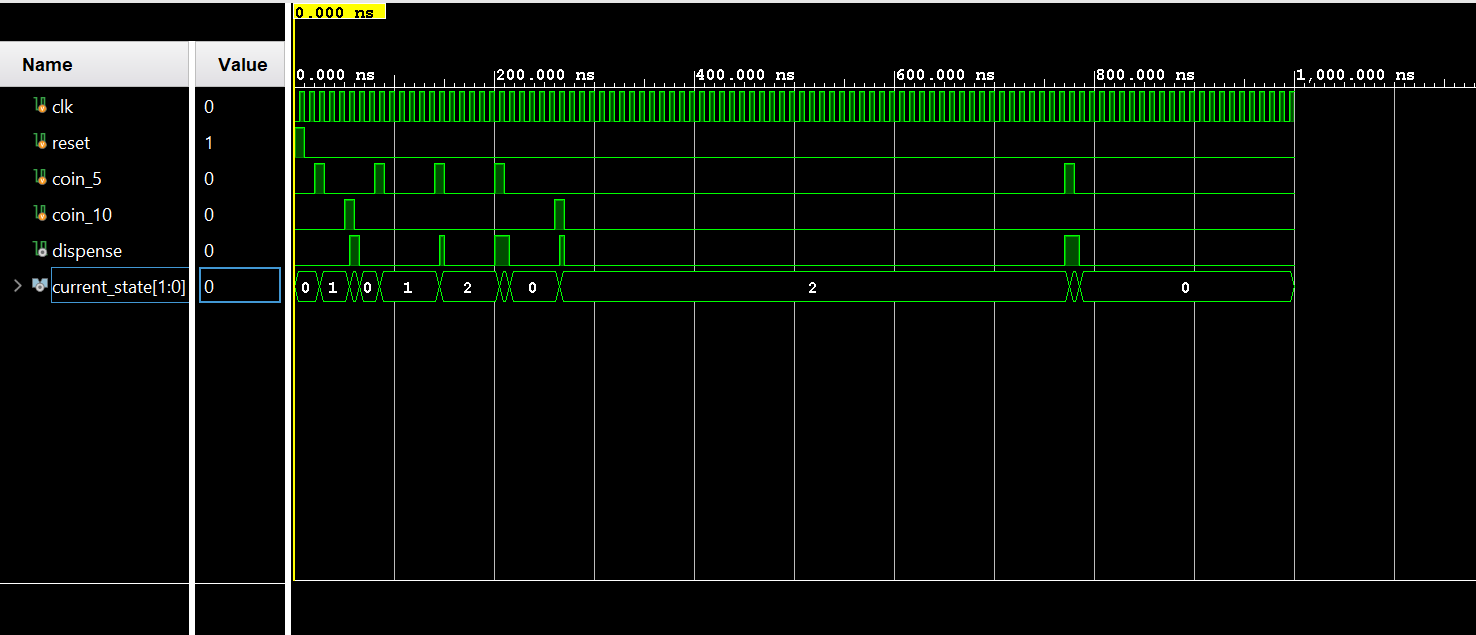 0.000 ns
Name Value
0.000 ns 200.000 ns 400.000 ns 600.000 ns 800.000 ns 1,000.000 ns
clk 0
reset 1
coin_5 0
coin_10 0
dispense 0
current_state[1:0] 0 0 1 0 1 2 0 2 0